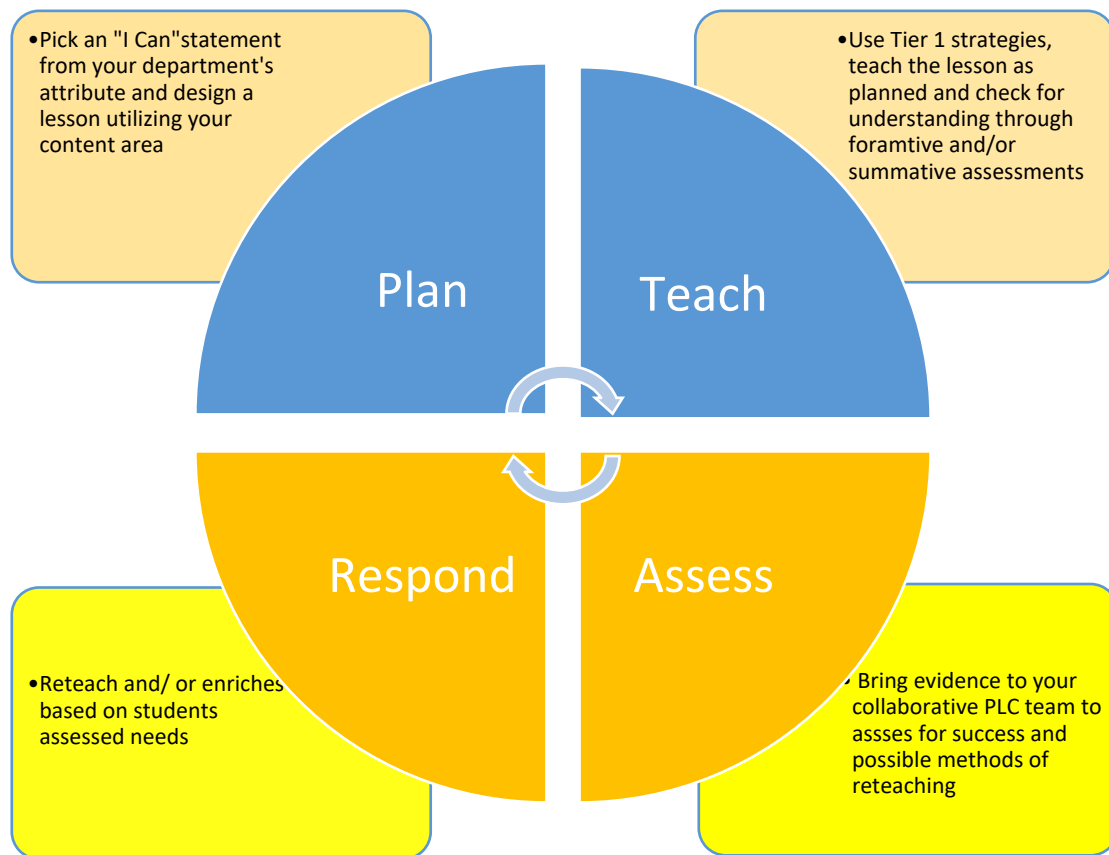 •Pick an "I Can"statement
from your department's
attribute and design a
lesson utilizing your
content area
•Use Tier 1 strategies,
teach the lesson as
planned and check for
understanding through
foramtive and/or
summative assessments
Plan
Teach
Respond
Assess
•Reteach and/ or enriches
based on students
assessed needs
• Bring evidence to your
collaborative PLC team to
assses for success and
possible methods of
reteaching